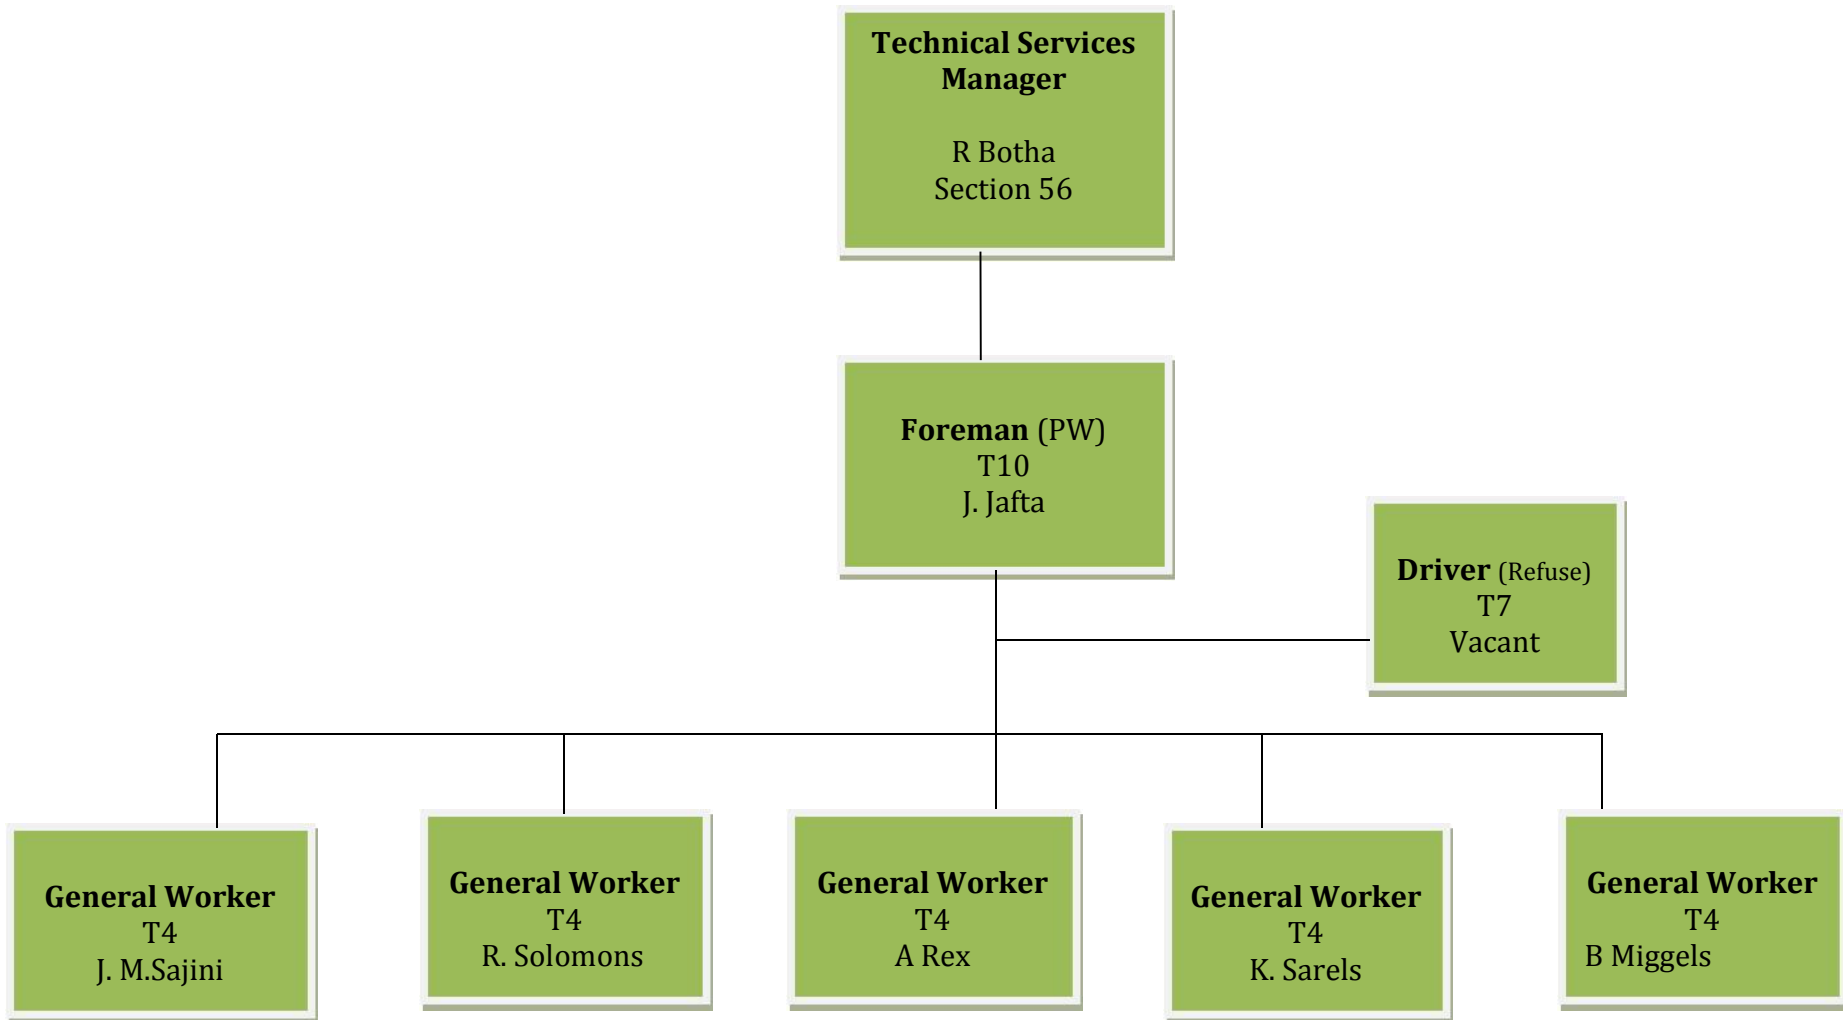 Technical Services
Manager
R Botha
Section 56
Foreman (PW)
T10
J. Jafta
Driver (Refuse)
T7
Vacant
General Worker
T4
J. M.Sajini
General Worker
T4
R. Solomons
General Worker
T4
A Rex
General Worker
T4
K. Sarels
General Worker
T4
B Miggels